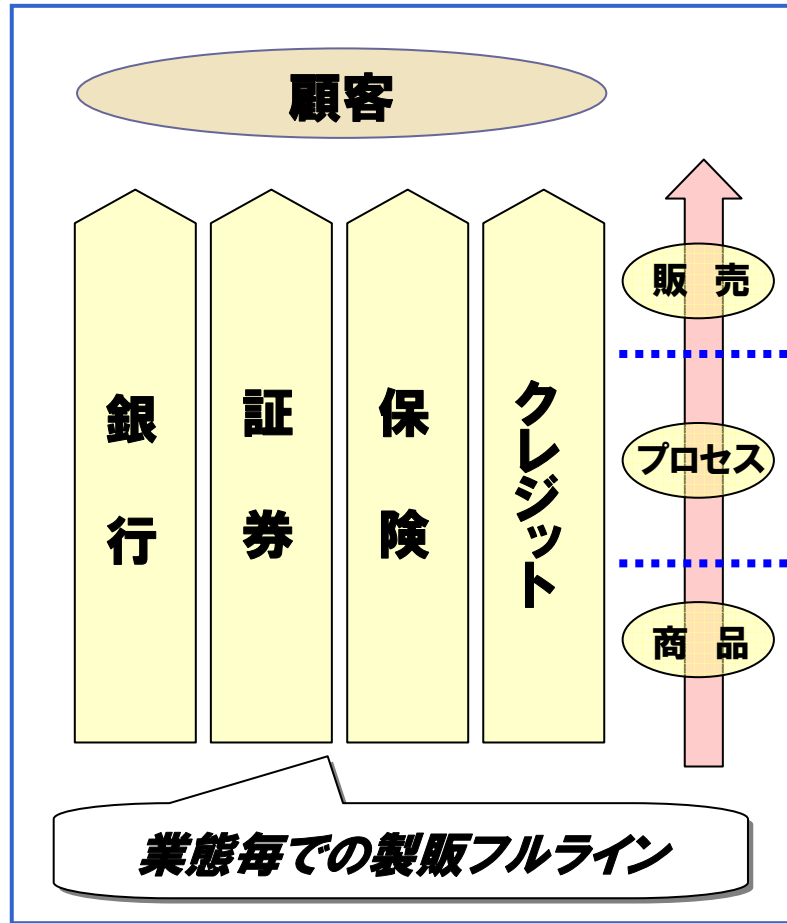 顧客
銀行
証券
保険
クレジット
販 売
プロセス
商 品
業態毎での製販フルライン